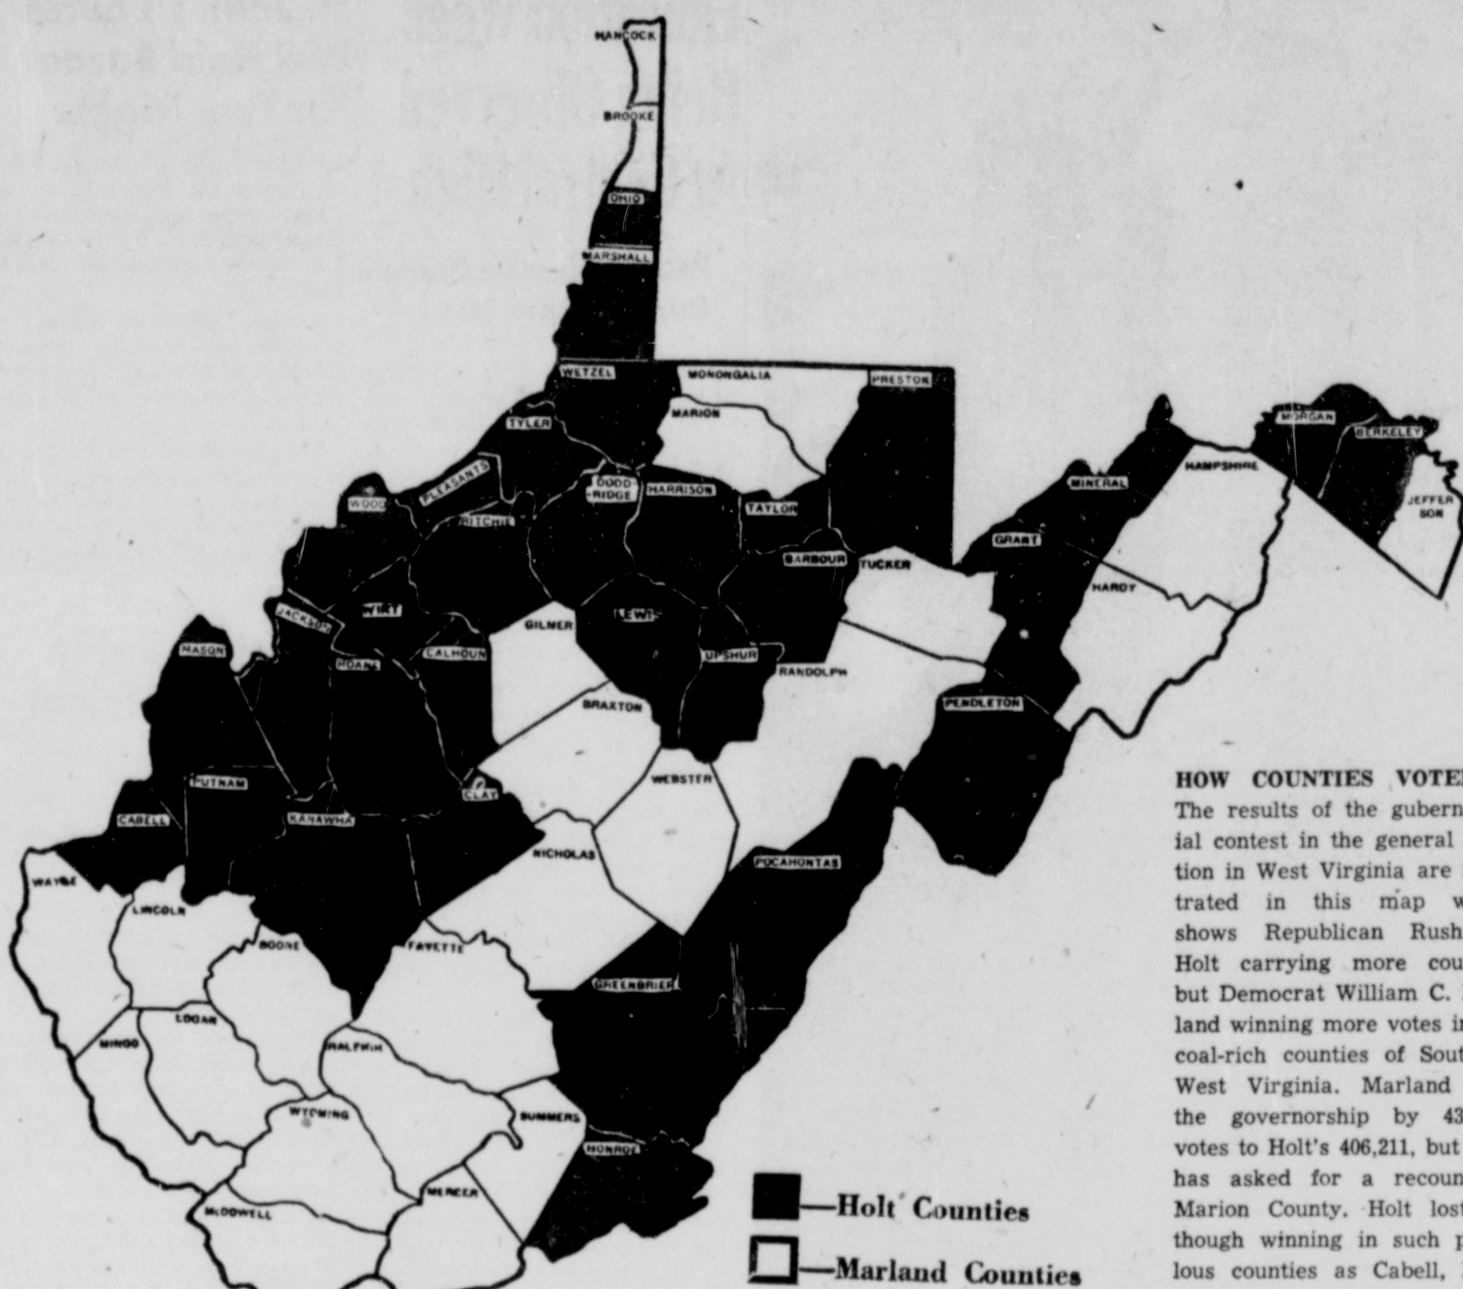 HANCOCK
BROOKE
OHIO
MARSHALL
WETZEL
MONONGALIA
PRESTON
MARION
TYLER
MORGAN
BERKELEY
HAMPSHIRE
PLEASANTS
DODD-
-RIDGE
HARRISON
MINERAL
JEFFER
SON
WOOD
RITCHIE
TAYLOR
GRANT
BARBOUR
TUCKER
HARDY
JACKSON
WIRT
LEWIS
GILMER
MASON
ROANE
CALHOUN
UPSHUR
RANDOLPH
BRAXTON
PENDLETON
PUTNAM
WEBSTER
CLAY
CABELL
KANAWHA
NICHOLAS
POCAHONTAS
WAYNE
LINCOLN
BOONE
FAYETTE
GREENBRIER
LOGAN
MINGO
RALEIGH
WYOMING
SUMMERS
MONROE
MERCER
McDOWELL
—Holt Counties
—Marland Counties
HOW COUNTIES VOTE
The results of the gubern
ial contest in the general
tion in West Virginia are
trated in this map w
shows Republican Rush
Holt carrying more cou
but Democrat William C.
land winning more votes i
coal-rich counties of Sout
West Virginia. Marland
the governorship by 43
votes to Holt's 406,211, but
has asked for a recoun
Marion County. Holt lost
though winning in such p
lous counties as Cabell,